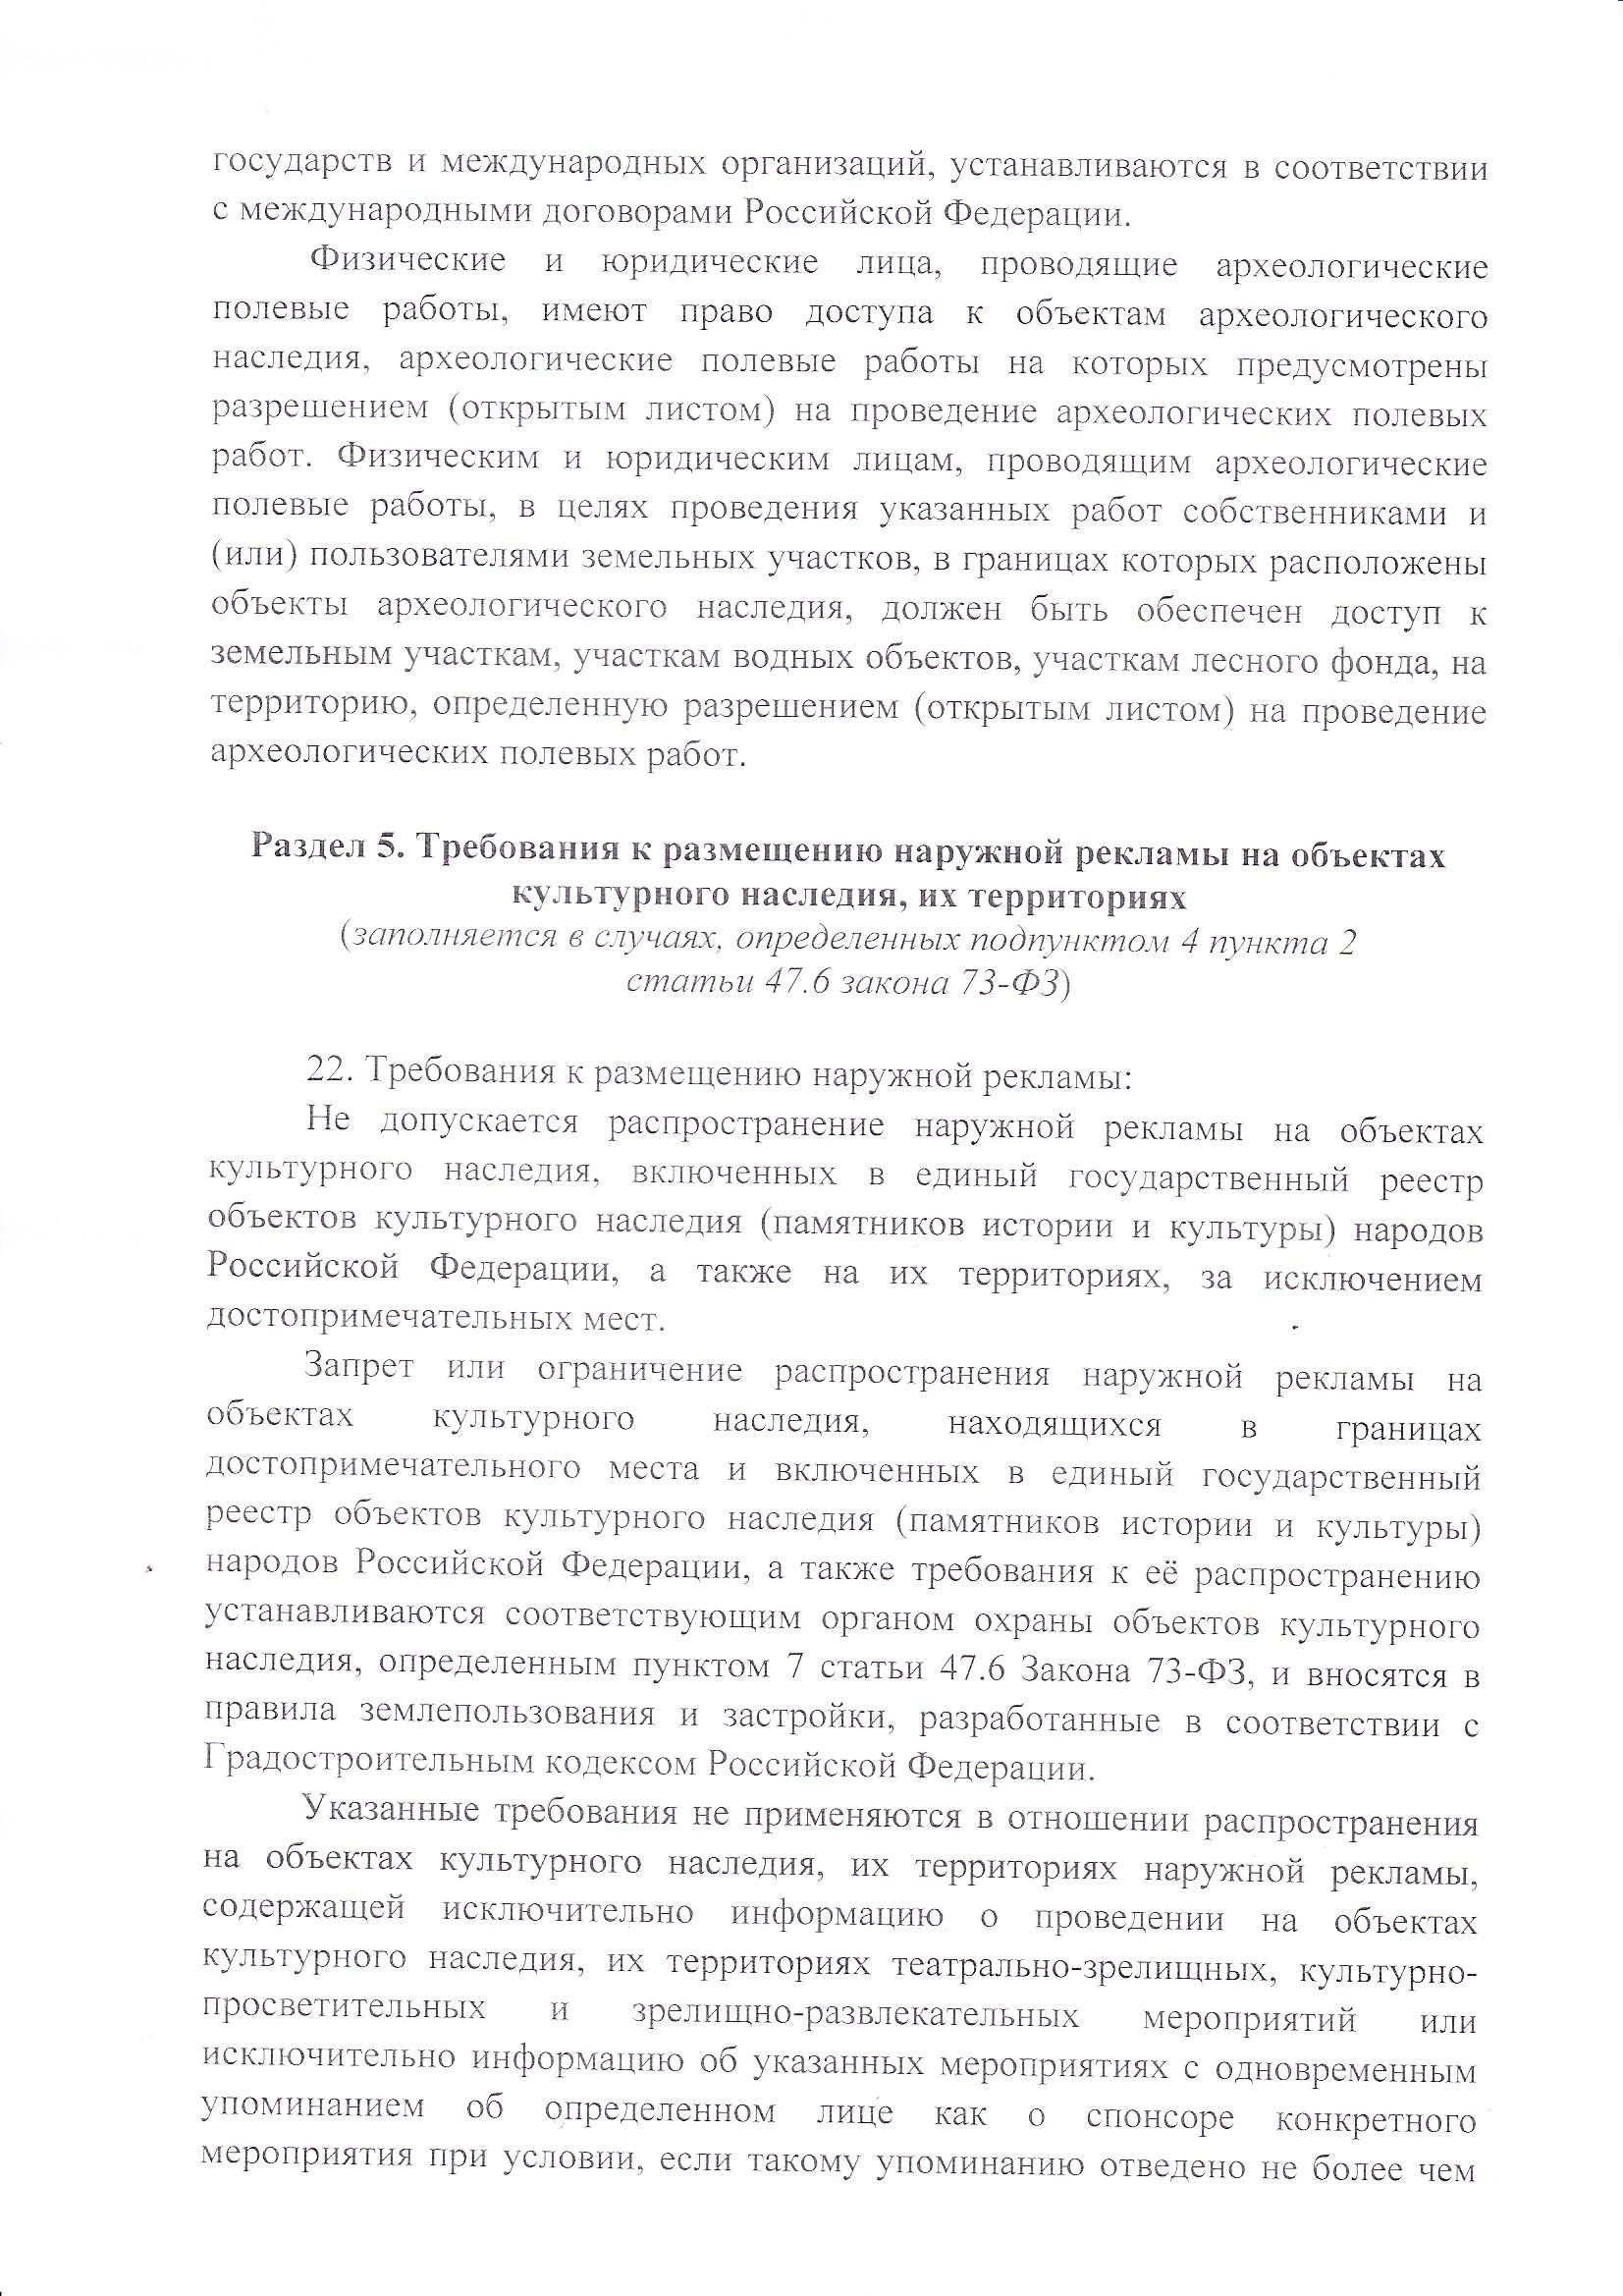 государств и международных организаций, устанавливаются в соответствии
с международными договорами Российской Федерации.
Физические и юридические лица, проводящие археологические
полевые работы, имеют право доступа к объектам археологического
наследия, археологические полевые работы на которых предусмотрены
разрешением (открытым листом) на проведение археологических полевых
работ. Физическим и юридическим лицам, проводящим археологические
полевые работы, в целях проведения указанных работ собственниками и
(или) пользователями земельных участков, в границах которых расположены
объекты археологического наследия, должен быть обеспечен доступ к
земельным участкам, участкам водных объектов, участкам лесного фонда, на
территорию, определенную разрешением (открытым листом) на проведение
археологических полевых работ.
Раздел 5. Требования к размещению наружной рекламы на объектах
культурного наследия, их территориях
(заполняется в случаях, определенных подпунктом 4 пункта 2
статьи 47.6 закона 73-ФЗ)
22. Требования к размещению наружной рекламы:
Не допускается распространение наружной рекламы на объектах
культурного наследия, включенных в единый государственный реестр
объектов культурного наследия (памятников истории и культуры) народов
Российской Федерации, а также на их территориях, за исключением
достопримечательных мест.
Запрет или ограничение распространения наружной рекламы на
объектах культурного наследия, находящихся в границах
достопримечательного места и включенных в единый государственный
реестр объектов культурного наследия (памятников истории и культуры)
народов Российской Федерации, а также требования к её распространению
устанавливаются соответствующим органом охраны объектов культурного
наследия, определенным пунктом 7 статьи 47.6 Закона 73-ФЗ, и вносятся в
правила землепользования и застройки, разработанные в соответствии с
Градостроительным кодексом Российской Федерации.
Указанные требования не применяются в отношении распространения
на объектах культурного наследия, их территориях наружной рекламы,
содержащей исключительно информацию о проведении на объектах
культурного наследия, их территориях театрально-зрелищных, культурно-
просветительных и зрелищно-развлекательных мероприятий или
исключительно информацию об указанных мероприятиях с одновременным
упоминанием об определенном лице как о спонсоре конкретного
мероприятия при условии, если такому упоминанию отведено не более чем